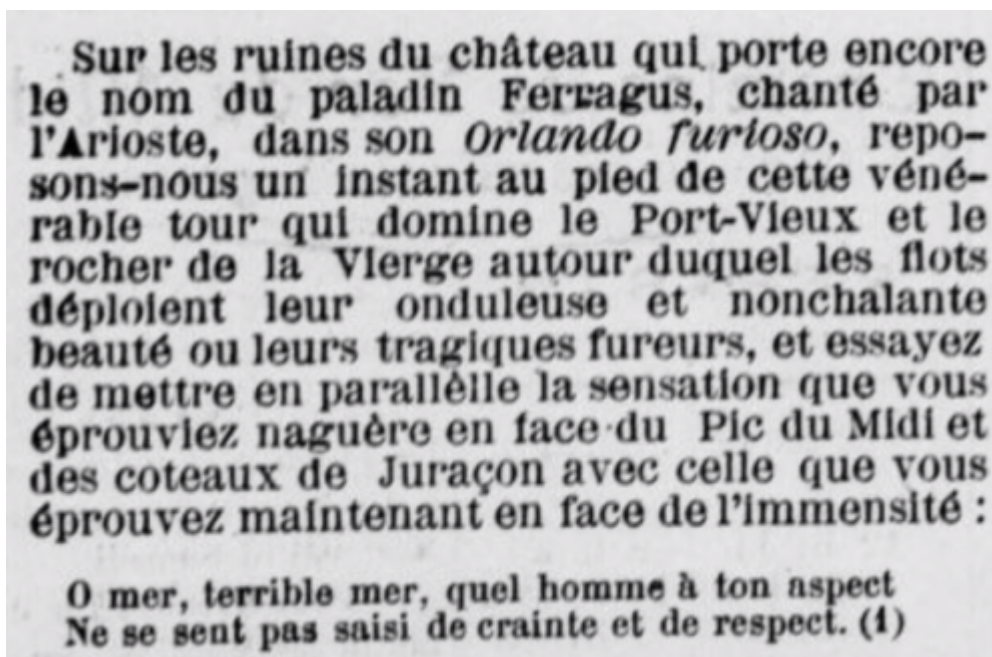 Sur les ruines du château qui porte encore
le nom du paladin Ferragus, chanté par
l'Arioste, dans son Orlando furioso, repo-
sons-nous un instant au pied de cette véné-
rable tour qui domine le Port-Vieux et le
rocher de la Vierge autour duquel les flots
déploient leur onduleuse et nonchalante
beauté ou leurs tragiques fureurs, et essayez
de mettre en parallèlle la sensation que vous
éprouviez naguère en face du Pic du Midi et
des coteaux de Juraçon avec celle que vous
éprouvez maintenant en face de l'immensité :
O mer, terrible mer, quel homme à ton aspect
Ne se sent pas saisi de crainte et de respect. (1)